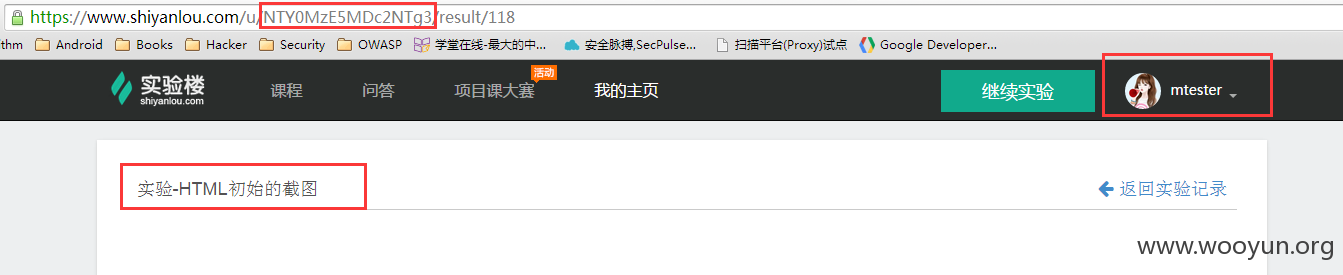 https://www.shiyanlou.com/u/NTY0MzE5MDc2NTg3/result/118
ithm Android Books Hacker Security OWASP 学堂在线-最大的中... 安全脉搏,SecPulse... 扫描平台(Proxy)试点 Google Developer...
活动
实验楼 课程 问答 项目课大赛 我的主页 继续实验 mtester
shiyanlou.com
实验-HTML初始的截图 返回实验记录
www.wooyun.org